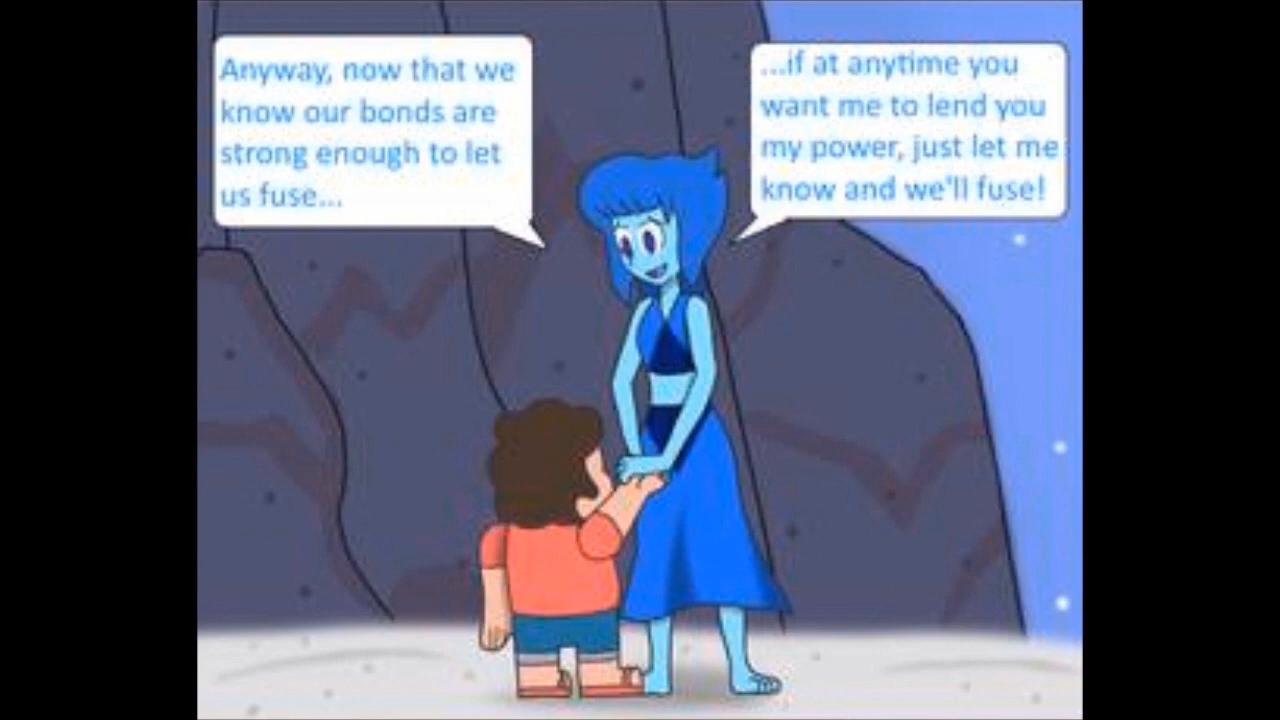 Anyway, now that we
know our bonds are
strong enough to let
us fuse...
...if at anytime you
want me to lend you
my power, just let me
know and we'll fuse!